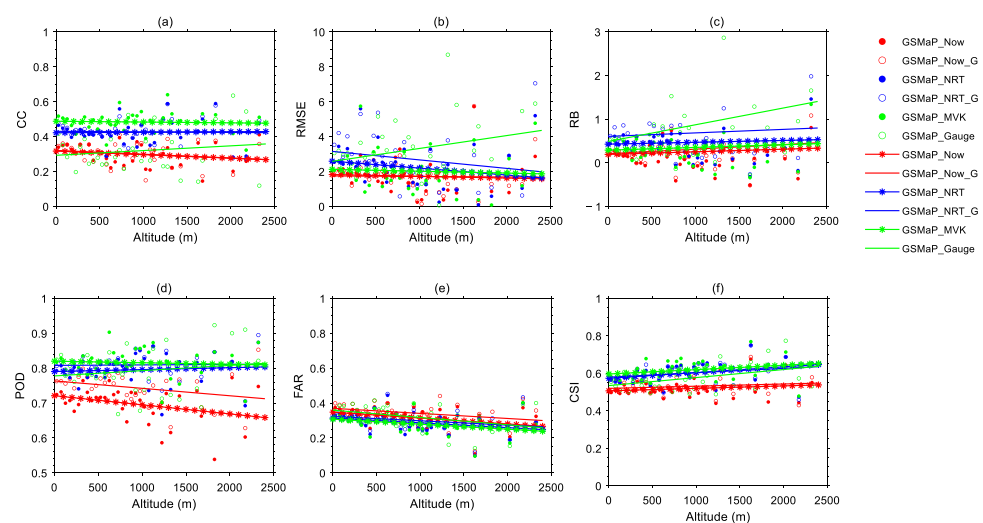 (a)
1
0.8
0.6
0.4
0.2
0
CC
0 500 1000 1500 2000 2500
Altitude (m)
(b)
10
8
6
4
2
0
RMSE
0 500 1000 1500 2000 2500
Altitude (m)
(c)
3
2
1
0
−1
RB
0 500 1000 1500 2000 2500
Altitude (m)
GSMaP_Now
GSMaP_Now_G
GSMaP_NRT
GSMaP_NRT_G
GSMaP_MVK
GSMaP_Gauge
GSMaP_Now
GSMaP_Now_G
GSMaP_NRT
GSMaP_NRT_G
GSMaP_MVK
GSMaP_Gauge
(d)
1
0.9
0.8
0.7
0.6
0.5
POD
0 500 1000 1500 2000 2500
Altitude (m)
(e)
1
0.8
0.6
0.4
0.2
0
FAR
0 500 1000 1500 2000 2500
Altitude (m)
(f)
1
0.8
0.6
0.4
0.2
0
CSI
0 500 1000 1500 2000 2500
Altitude (m)